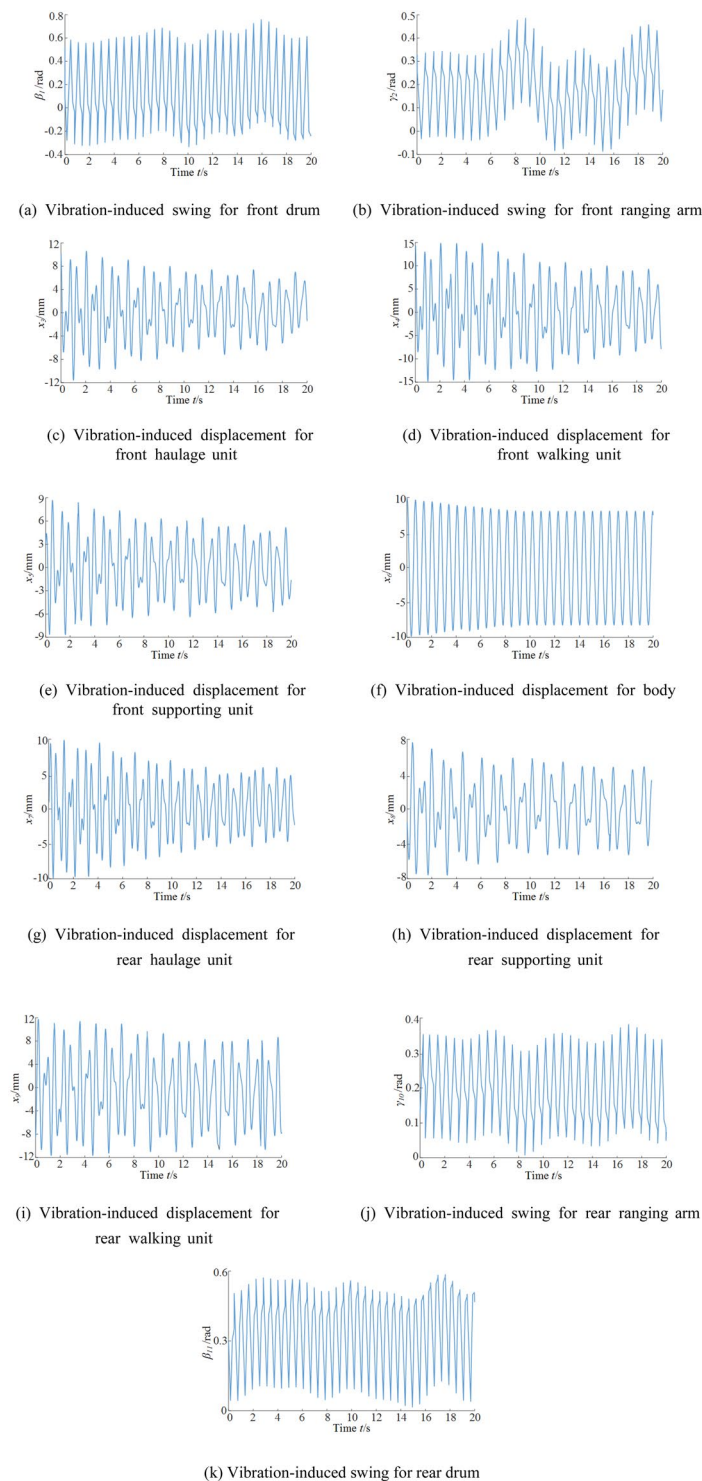 0.8
0.6
0.4
0.2
0
-0.2
-0.4
β1/rad
0 2 4 6 8 10 12 14 16 18 20
Time t/s
(a) Vibration-induced swing for front drum
0.5
0.4
0.3
0.2
0.1
0
-0.1
γ2/rad
0 2 4 6 8 10 12 14 16 18 20
Time t/s
(b) Vibration-induced swing for front ranging arm
12
8
4
0
-4
-8
-12
x3/mm
0 2 4 6 8 10 12 14 16 18 20
Time t/s
(c) Vibration-induced displacement for
front haulage unit
15
10
5
0
-5
-10
-15
x4/mm
0 2 4 6 8 10 12 14 16 18 20
Time t/s
(d) Vibration-induced displacement for
front walking unit
9
6
3
0
-3
-6
-9
x5/mm
0 2 4 6 8 10 12 14 16 18 20
Time t/s
(e) Vibration-induced displacement for
front supporting unit
10
5
0
-5
-10
x6/mm
0 2 4 6 8 10 12 14 16 18 20
Time t/s
(f) Vibration-induced displacement for body
10
5
0
-5
-10
x7/mm
0 2 4 6 8 10 12 14 16 18 20
Time t/s
(g) Vibration-induced displacement for
rear haulage unit
8
4
0
-4
-8
x8/mm
0 2 4 6 8 10 12 14 16 18 20
Time t/s
(h) Vibration-induced displacement for
rear supporting unit
12
8
4
0
-4
-8
-12
x9/mm
0 2 4 6 8 10 12 14 16 18 20
Time t/s
(i) Vibration-induced displacement for
rear walking unit
0.4
0.3
0.2
0.1
0
γ10/rad
0 2 4 6 8 10 12 14 16 18 20
Time t/s
(j) Vibration-induced swing for rear ranging arm
0.6
0.3
0
β11/rad
0 2 4 6 8 10 12 14 16 18 20
Time t/s
(k) Vibration-induced swing for rear drum